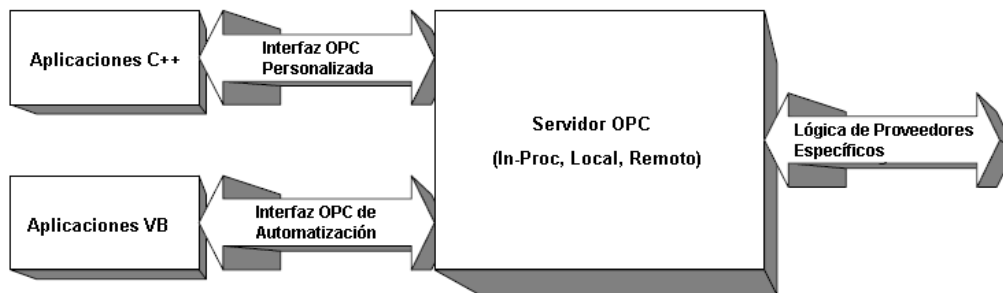 Aplicaciones C++
Interfaz OPC
Personalizada
Servidor OPC
(In-Proc, Local, Remoto)
Lógica de Proveedores
Específicos
Aplicaciones VB
Interfaz OPC de
Automatización